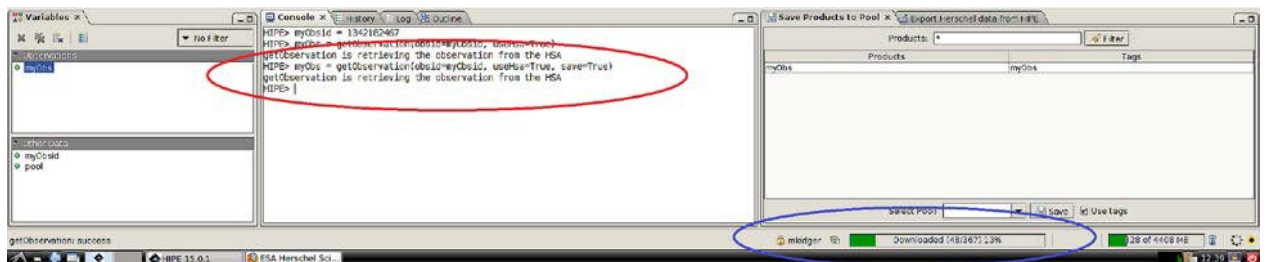 Variables ×
Console × History Log Outline
Save Products to Pool × Export Herschel data from HIPE
No Filter
Products: * Filter
Observations
myObs
HIPE> myObsid = 1342182467
HIPE> myObs = getObservation(obsid=myObsid, useHsa=True)
getObservation is retrieving the observation from the HSA
HIPE> myObs = getObservation(obsid=myObsid, useHsa=True, save=True)
getObservation is retrieving the observation from the HSA
HIPE>
Products Tags
myObs myObs
Other Data
myObsid
pool
Select Pool: Save Use tags
getObservation: success
mkidger Downloaded (48/367) 13%
328 of 4408 MB
HIPE 15.0.1 ESA Herschel Sci...
12:39